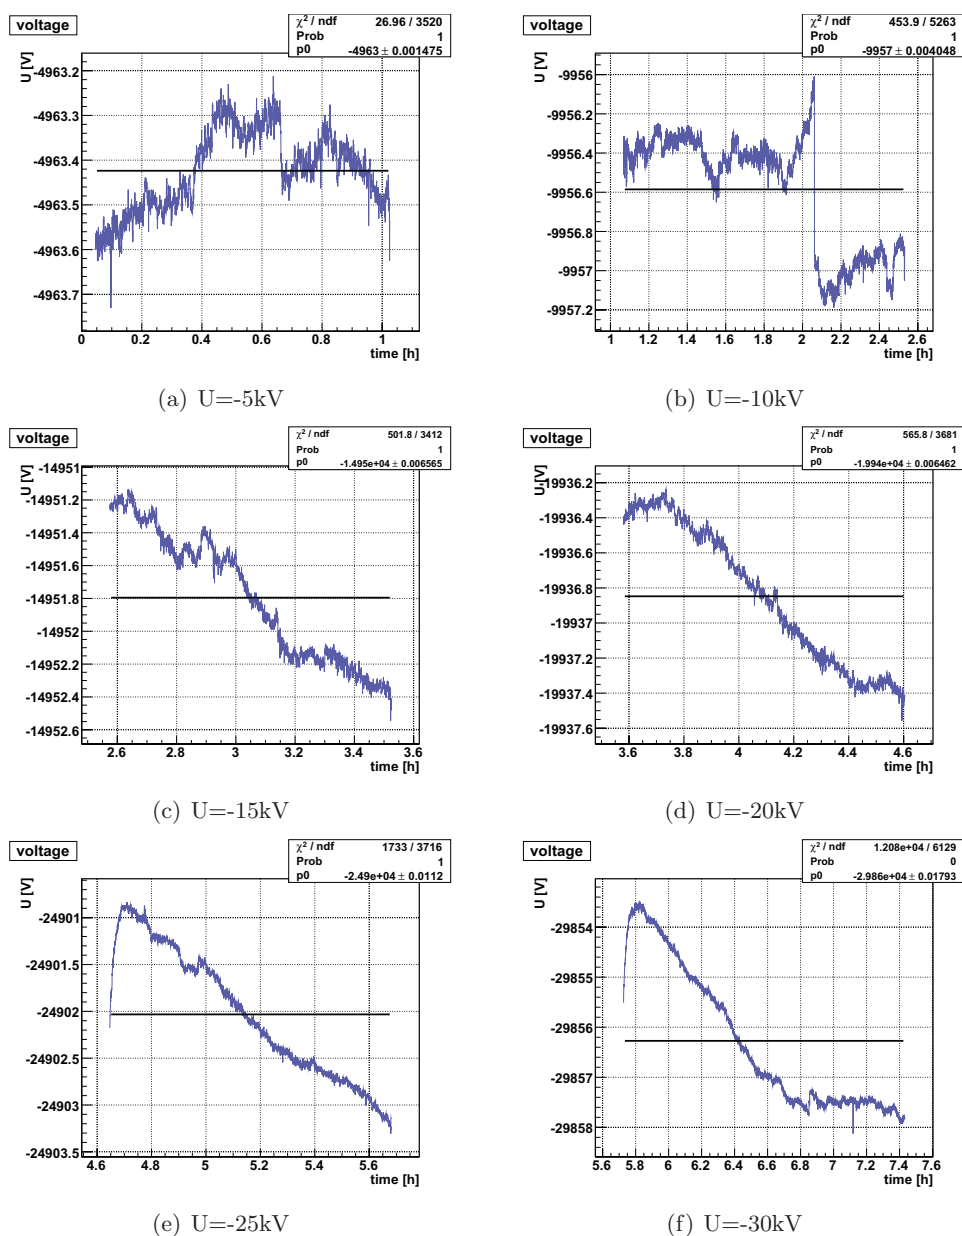 voltage
χ² / ndf 26.96 / 3520
Prob 1
p0 -4963 ± 0.001475
U [V]
-4963.2
-4963.3
-4963.4
-4963.5
-4963.6
-4963.7
0 0.2 0.4 0.6 0.8 1
time [h]
(a) U=-5kV
voltage
χ² / ndf 453.9 / 5263
Prob 1
p0 -9957 ± 0.004048
U [V]
-9956
-9956.2
-9956.4
-9956.6
-9956.8
-9957
-9957.2
1 1.2 1.4 1.6 1.8 2 2.2 2.4 2.6
time [h]
(b) U=-10kV
voltage
χ² / ndf 501.8 / 3412
Prob 1
p0 -1.495e+04 ± 0.006565
U [V]
-14951
-14951.2
-14951.4
-14951.6
-14951.8
-14952
-14952.2
-14952.4
-14952.6
2.6 2.8 3 3.2 3.4 3.6
time [h]
(c) U=-15kV
voltage
χ² / ndf 565.8 / 3681
Prob 1
p0 -1.994e+04 ± 0.006462
U [V]
-19936.2
-19936.4
-19936.6
-19936.8
-19937
-19937.2
-19937.4
-19937.6
3.6 3.8 4 4.2 4.4 4.6
time [h]
(d) U=-20kV
voltage
χ² / ndf 1733 / 3716
Prob 1
p0 -2.49e+04 ± 0.0112
U [V]
-24901
-24901.5
-24902
-24902.5
-24903
-24903.5
4.6 4.8 5 5.2 5.4 5.6
time [h]
(e) U=-25kV
voltage
χ² / ndf 1.208e+04 / 6129
Prob 0
p0 -2.986e+04 ± 0.01793
U [V]
-29854
-29855
-29856
-29857
-29858
5.6 5.8 6 6.2 6.4 6.6 6.8 7 7.2 7.4 7.6
time [h]
(f) U=-30kV